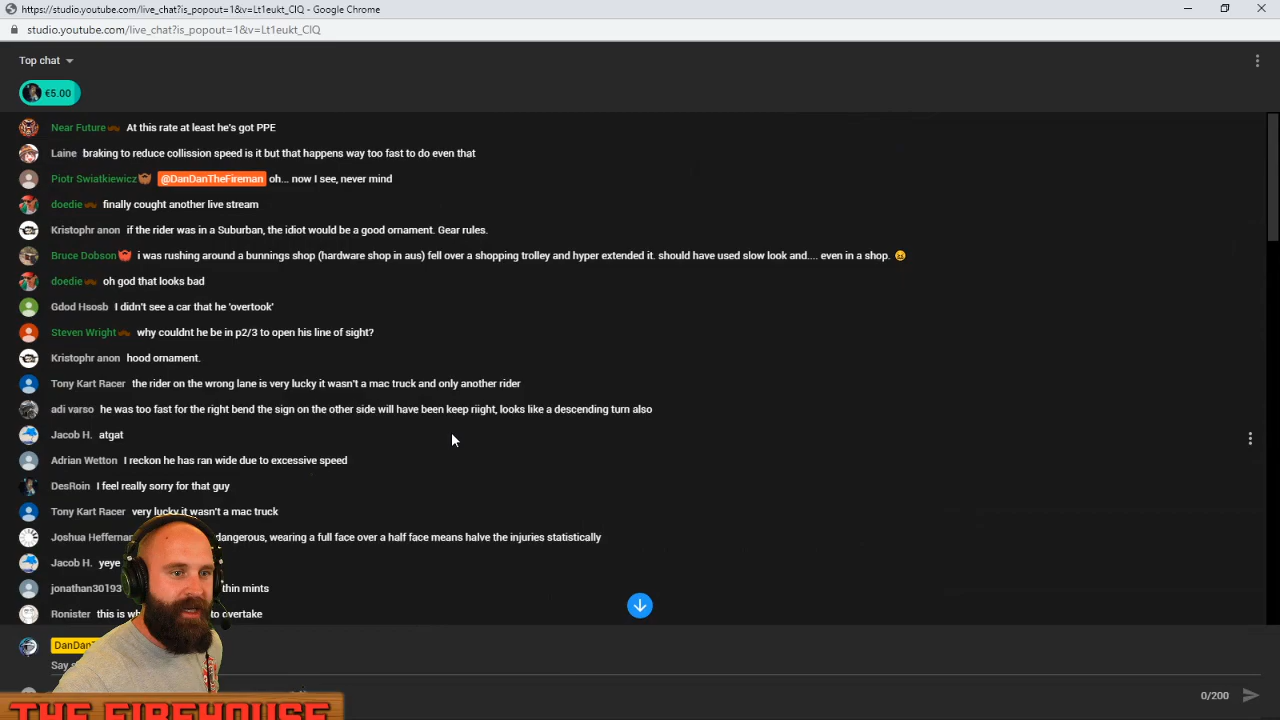 https://studio.youtube.com/live_chat?is_popout=1&v=Lt1eukt_ClQ - Google Chrome
studio.youtube.com/live_chat?is_popout=1&v=Lt1eukt_ClQ
Top chat
€5.00
Near Future At this rate at least he's got PPE
Laine braking to reduce collission speed is it but that happens way too fast to do even that
Piotr Swiatkiewicz @DanDanTheFireman oh... now I see, never mind
doedie finally cought another live stream
Kristophr anon if the rider was in a Suburban, the idiot would be a good ornament. Gear rules.
Bruce Dobson i was rushing around a bunnings shop (hardware shop in aus) fell over a shopping trolley and hyper extended it. should have used slow look and.... even in a shop.
doedie oh god that looks bad
Gdod Hsosb I didn't see a car that he 'overtook'
Steven Wright why couldnt he be in p2/3 to open his line of sight?
Kristophr anon hood ornament.
Tony Kart Racer the rider on the wrong lane is very lucky it wasn't a mac truck and only another rider
adi varso he was too fast for the right bend the sign on the other side will have been keep riight, looks like a descending turn also
Jacob H. atgat
Adrian Wetton I reckon he has ran wide due to excessive speed
DesRoin I feel really sorry for that guy
Tony Kart Racer very lucky it wasn't a mac truck
Joshua dangerous, wearing a full face over a half face means halve the injuries statistically
Jacob H. yeye
jonathan30193 thin mints
Ronister this is to overtake
0/200
THE FIREHOUSE